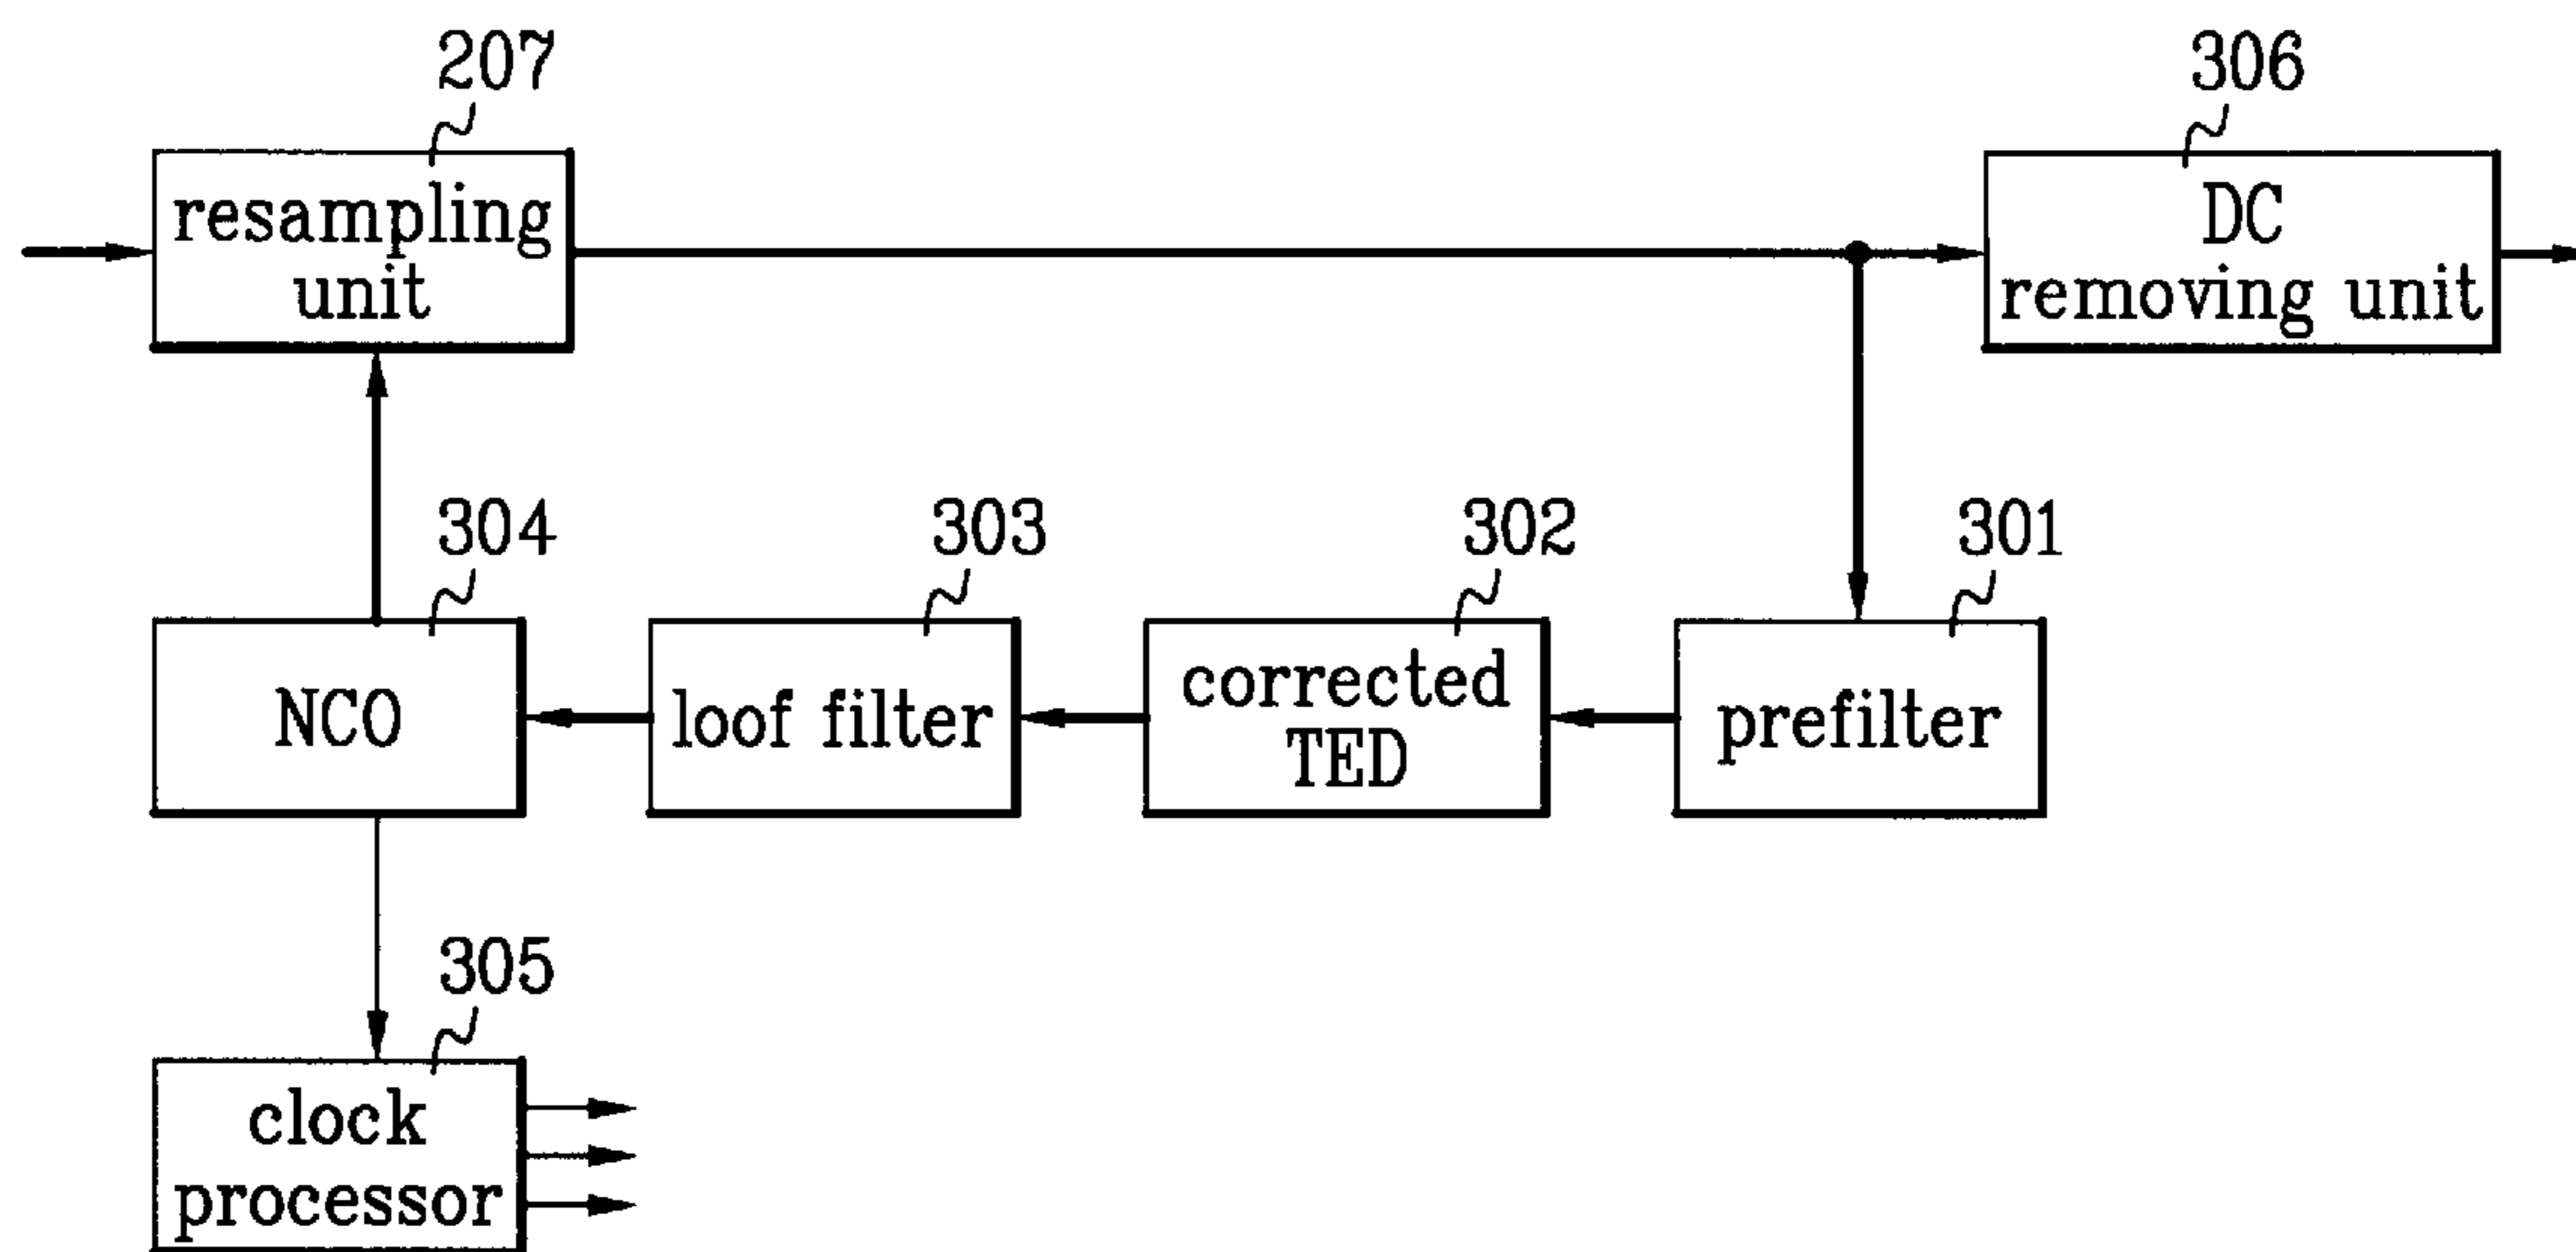 207
306
resampling
unit
DC
removing unit
304
303
302
301
NCO
loof filter
corrected
TED
prefilter
305
clock
processor